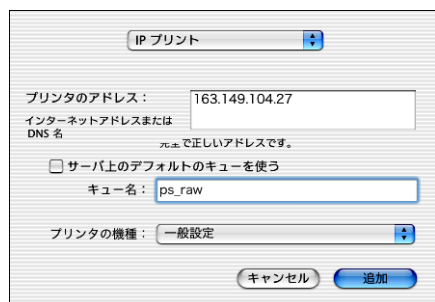 IP プリント
プリンタのアドレス： 163.149.104.27
インターネットアドレスまたは
DNS 名
で正しいアドレスです。
サーバ上のデフォルトのキューを使う
キュー名： ps_raw
プリンタの機種： 一般設定
キャンセル 追加